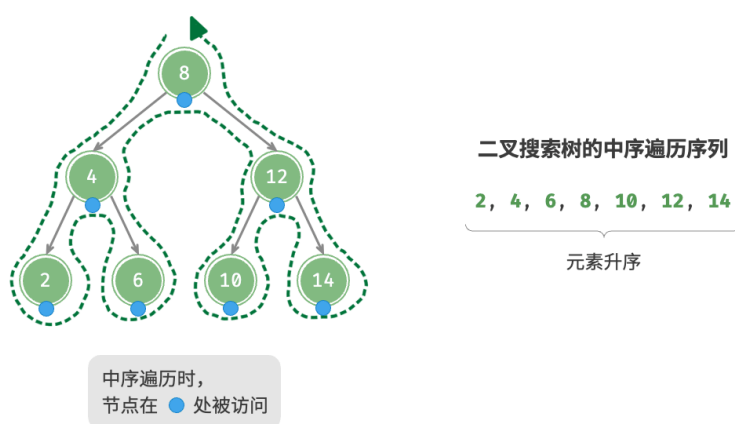 8
4
12
2
6
10
14
二叉搜索树的中序遍历序列
2, 4, 6, 8, 10, 12, 14
元素升序
中序遍历时，
节点在 处被访问